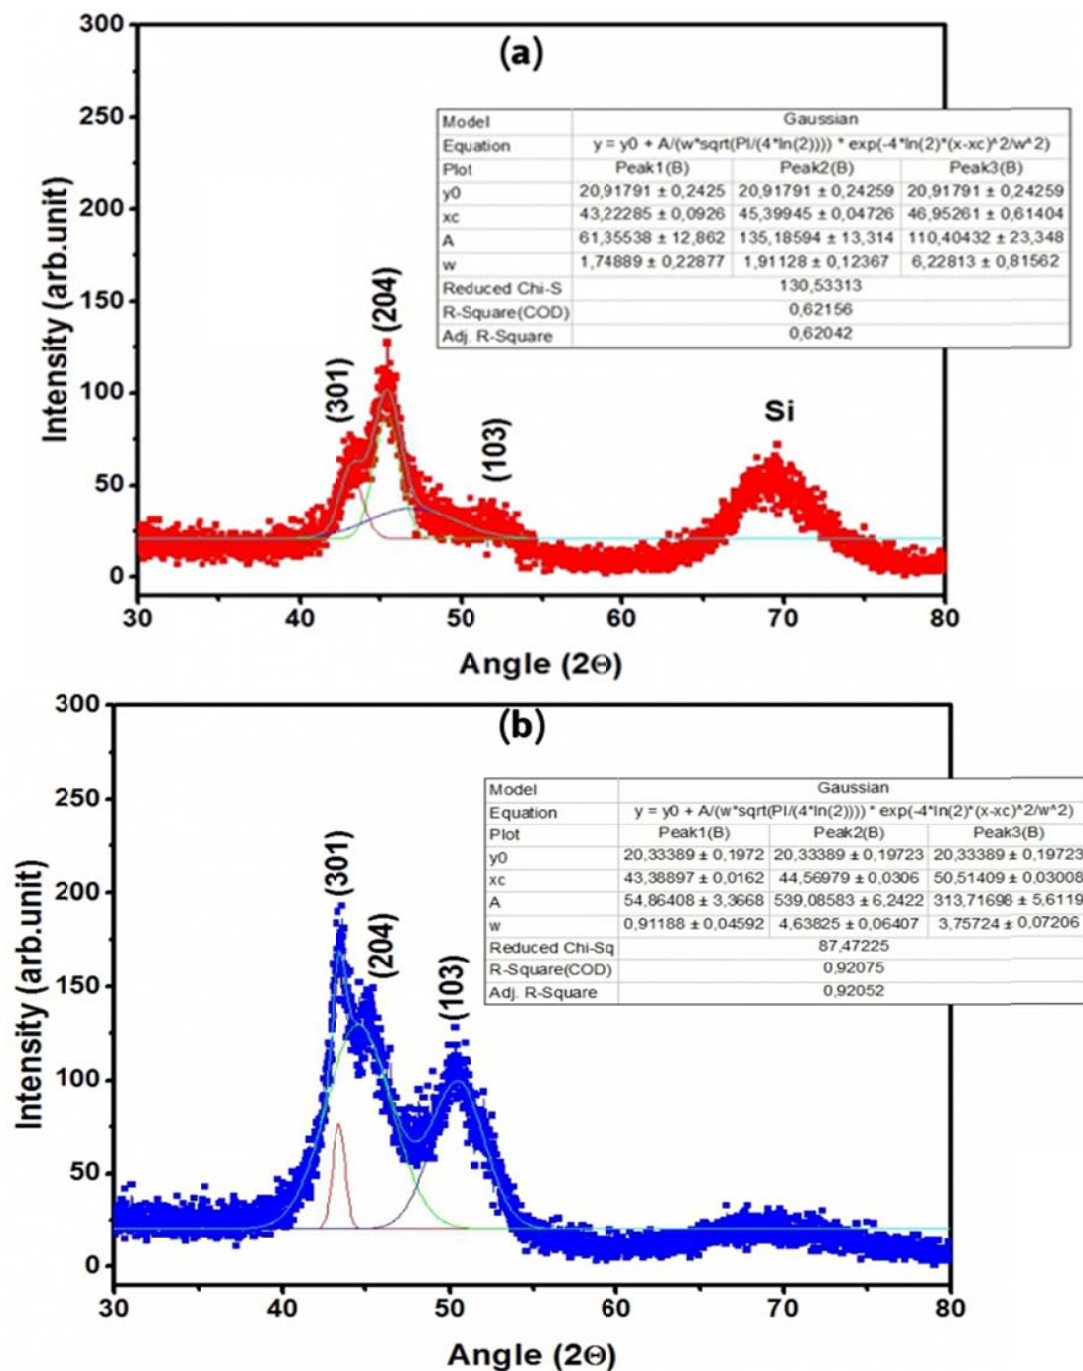 300
(a)
250
200
150
100
50
0
Intensity (arb.unit)
Model Gaussian
Equation y = y0 + A/(w*sqrt(PI/(4*ln(2)))) * exp(-4*ln(2)*(x-xc)^2/w^2)
Plot Peak1(B) Peak2(B) Peak3(B)
y0 20,91791 ± 0,2425 20,91791 ± 0,24259 20,91791 ± 0,24259
xc 43,22285 ± 0,0926 45,39945 ± 0,04726 46,95261 ± 0,61404
A 61,35538 ± 12,862 135,18594 ± 13,314 110,40432 ± 23,348
w 1,74889 ± 0,22877 1,91128 ± 0,12367 6,22813 ± 0,81562
Reduced Chi-S 130,53313
R-Square(COD) 0,62156
Adj. R-Square 0,62042
(301)
(204)
(103)
Si
30 40 50 60 70 80
Angle (2Θ)
300
(b)
250
200
150
100
50
0
Intensity (arb.unit)
Model Gaussian
Equation y = y0 + A/(w*sqrt(PI/(4*ln(2)))) * exp(-4*ln(2)*(x-xc)^2/w^2)
Plot Peak1(B) Peak2(B) Peak3(B)
y0 20,33389 ± 0,1972 20,33389 ± 0,19723 20,33389 ± 0,19723
xc 43,38897 ± 0,0162 44,56979 ± 0,0306 50,51409 ± 0,03008
A 54,86408 ± 3,3668 539,08583 ± 6,2422 313,71698 ± 5,6119
w 0,91188 ± 0,04592 4,63825 ± 0,06407 3,75724 ± 0,07206
Reduced Chi-Sq 87,47225
R-Square(COD) 0,92075
Adj. R-Square 0,92052
(301)
(204)
(103)
30 40 50 60 70 80
Angle (2Θ)